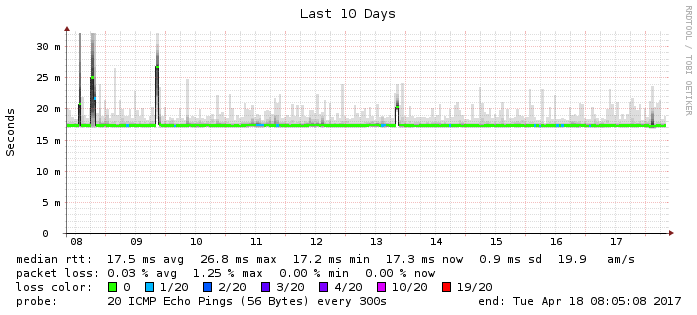 Last 10 Days
RRDTOOL / TOBI OETIKER
Seconds
30 m
25 m
20 m
15 m
10 m
5 m
0
08 09 10 11 12 13 14 15 16 17
median rtt: 17.5 ms avg 26.8 ms max 17.2 ms min 17.3 ms now 0.9 ms sd 19.9 am/s
packet loss: 0.03 % avg 1.25 % max 0.00 % min 0.00 % now
loss color: 0 1/20 2/20 3/20 4/20 10/20 19/20
probe: 20 ICMP Echo Pings (56 Bytes) every 300s end: Tue Apr 18 08:05:08 2017